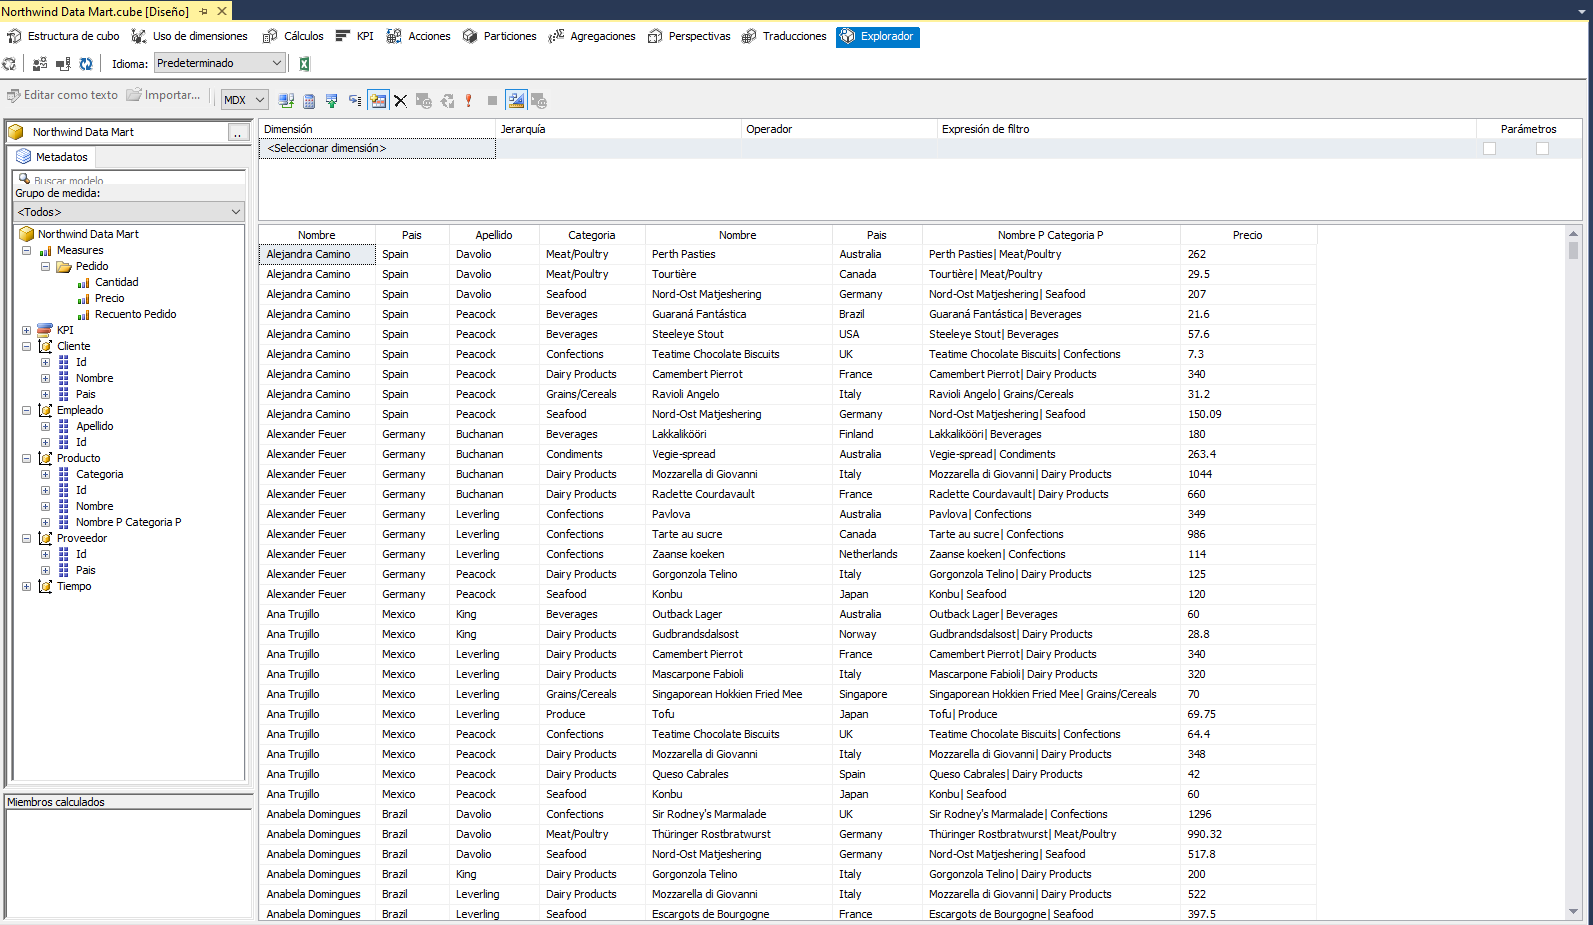 Northwind Data Mart.cube [Diseño]
Estructura de cubo Uso de dimensiones Cálculos KPI Acciones Particiones Agregaciones Perspectivas Traducciones Explorador
Idioma: Predeterminado
Editar como texto Importar... MDX
Northwind Data Mart ..
Metadatos
Buscar modelo
Grupo de medida:
<Todos>
Northwind Data Mart
Measures
Pedido
Cantidad
Precio
Recuento Pedido
KPI
Cliente
Id
Nombre
Pais
Empleado
Apellido
Id
Producto
Categoria
Id
Nombre
Nombre P Categoria P
Proveedor
Id
Pais
Tiempo
Miembros calculados
Dimensión Jerarquía Operador Expresión de filtro Parámetros
<Seleccionar dimensión>
Nombre Pais Apellido Categoria Nombre Pais Nombre P Categoria P Precio
Alejandra Camino Spain Davolio Meat/Poultry Perth Pasties Australia Perth Pasties| Meat/Poultry 262
Alejandra Camino Spain Davolio Meat/Poultry Tourtière Canada Tourtière| Meat/Poultry 29.5
Alejandra Camino Spain Davolio Seafood Nord-Ost Matjeshering Germany Nord-Ost Matjeshering| Seafood 207
Alejandra Camino Spain Peacock Beverages Guaraná Fantástica Brazil Guaraná Fantástica| Beverages 21.6
Alejandra Camino Spain Peacock Beverages Steeleye Stout USA Steeleye Stout| Beverages 57.6
Alejandra Camino Spain Peacock Confections Teatime Chocolate Biscuits UK Teatime Chocolate Biscuits| Confections 7.3
Alejandra Camino Spain Peacock Dairy Products Camembert Pierrot France Camembert Pierrot| Dairy Products 340
Alejandra Camino Spain Peacock Grains/Cereals Ravioli Angelo Italy Ravioli Angelo| Grains/Cereals 31.2
Alejandra Camino Spain Peacock Seafood Nord-Ost Matjeshering Germany Nord-Ost Matjeshering| Seafood 150.09
Alexander Feuer Germany Buchanan Beverages Lakkalikööri Finland Lakkalikööri| Beverages 180
Alexander Feuer Germany Buchanan Condiments Vegie-spread Australia Vegie-spread| Condiments 263.4
Alexander Feuer Germany Buchanan Dairy Products Mozzarella di Giovanni Italy Mozzarella di Giovanni| Dairy Products 1044
Alexander Feuer Germany Buchanan Dairy Products Raclette Courdavault France Raclette Courdavault| Dairy Products 660
Alexander Feuer Germany Leverling Confections Pavlova Australia Pavlova| Confections 349
Alexander Feuer Germany Leverling Confections Tarte au sucre Canada Tarte au sucre| Confections 986
Alexander Feuer Germany Leverling Confections Zaanse koeken Netherlands Zaanse koeken| Confections 114
Alexander Feuer Germany Peacock Dairy Products Gorgonzola Telino Italy Gorgonzola Telino| Dairy Products 125
Alexander Feuer Germany Peacock Seafood Konbu Japan Konbu| Seafood 120
Ana Trujillo Mexico King Beverages Outback Lager Australia Outback Lager| Beverages 60
Ana Trujillo Mexico King Dairy Products Gudbrandsdalsost Norway Gudbrandsdalsost| Dairy Products 28.8
Ana Trujillo Mexico Leverling Dairy Products Camembert Pierrot France Camembert Pierrot| Dairy Products 340
Ana Trujillo Mexico Leverling Dairy Products Mascarpone Fabioli Italy Mascarpone Fabioli| Dairy Products 320
Ana Trujillo Mexico Leverling Grains/Cereals Singaporean Hokkien Fried Mee Singapore Singaporean Hokkien Fried Mee| Grains/Cereals 70
Ana Trujillo Mexico Leverling Produce Tofu Japan Tofu| Produce 69.75
Ana Trujillo Mexico Peacock Confections Teatime Chocolate Biscuits UK Teatime Chocolate Biscuits| Confections 64.4
Ana Trujillo Mexico Peacock Dairy Products Mozzarella di Giovanni Italy Mozzarella di Giovanni| Dairy Products 348
Ana Trujillo Mexico Peacock Dairy Products Queso Cabrales Spain Queso Cabrales| Dairy Products 42
Ana Trujillo Mexico Peacock Seafood Konbu Japan Konbu| Seafood 60
Anabela Domingues Brazil Davolio Confections Sir Rodney's Marmalade UK Sir Rodney's Marmalade| Confections 1296
Anabela Domingues Brazil Davolio Meat/Poultry Thüringer Rostbratwurst Germany Thüringer Rostbratwurst| Meat/Poultry 990.32
Anabela Domingues Brazil Davolio Seafood Nord-Ost Matjeshering Germany Nord-Ost Matjeshering| Seafood 517.8
Anabela Domingues Brazil King Dairy Products Gorgonzola Telino Italy Gorgonzola Telino| Dairy Products 200
Anabela Domingues Brazil Leverling Dairy Products Mozzarella di Giovanni Italy Mozzarella di Giovanni| Dairy Products 522
Anabela Domingues Brazil Leverling Seafood Escargots de Bourgogne France Escargots de Bourgogne| Seafood 397.5